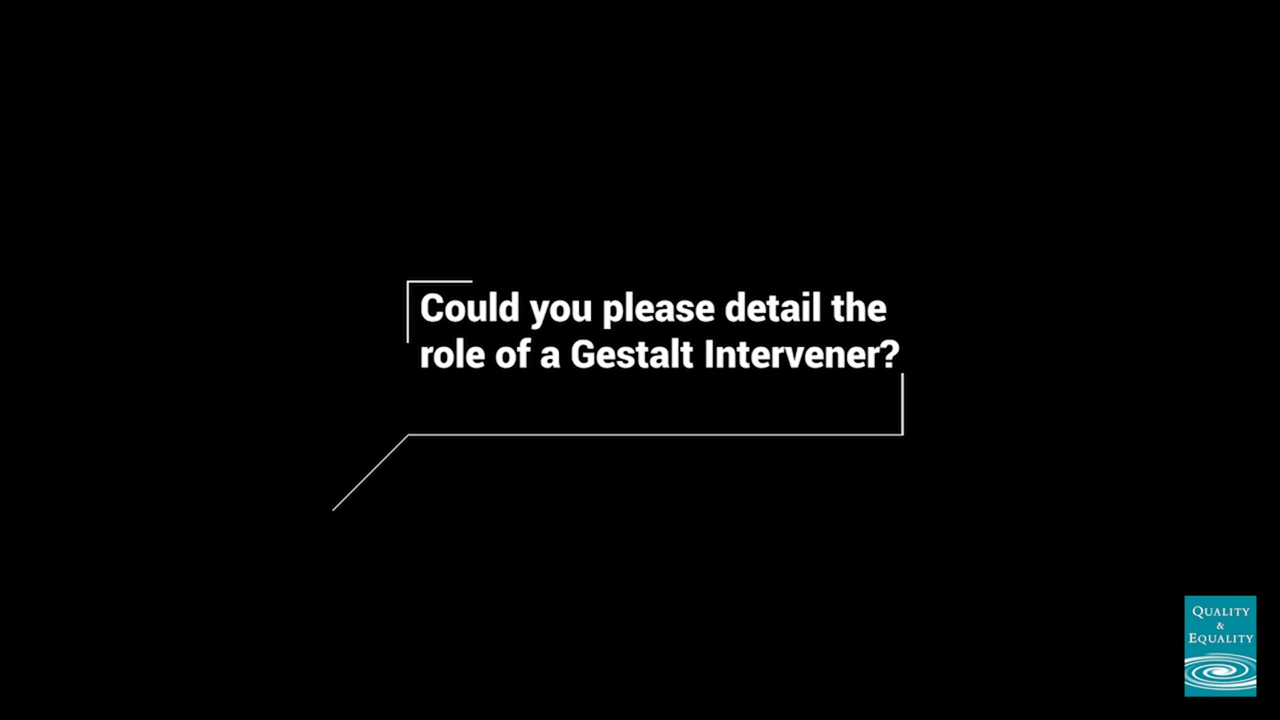 Could you please detail the
role of a Gestalt Intervener?
QUALITY
&
EQUALITY